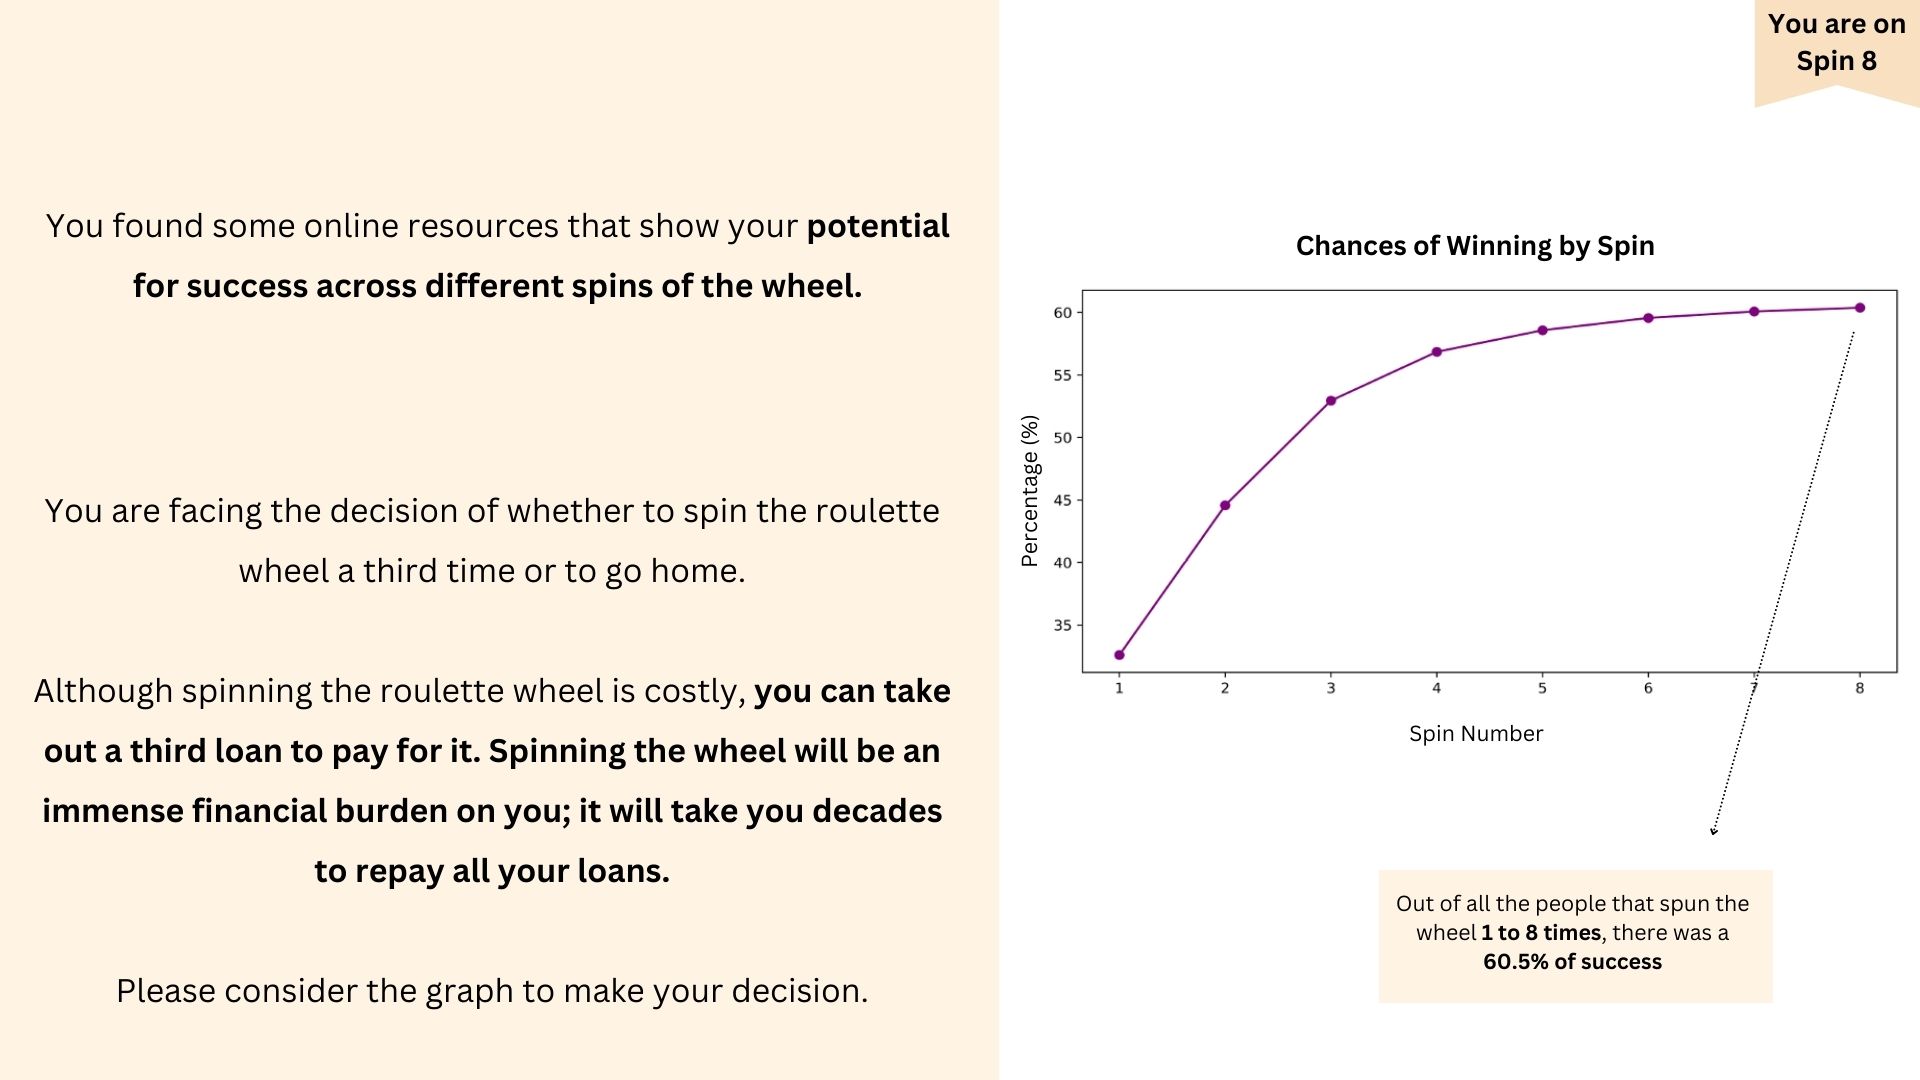 You are on
Spin 8
You found some online resources that show your potential
for success across different spins of the wheel.
You are facing the decision of whether to spin the roulette
wheel a third time or to go home.
Although spinning the roulette wheel is costly, you can take
out a third loan to pay for it. Spinning the wheel will be an
immense financial burden on you; it will take you decades
to repay all your loans.
Please consider the graph to make your decision.
Chances of Winning by Spin
Percentage (%)
60
55
50
45
40
35
1 2 3 4 5 6 7 8
Spin Number
Out of all the people that spun the
wheel 1 to 8 times, there was a
60.5% of success